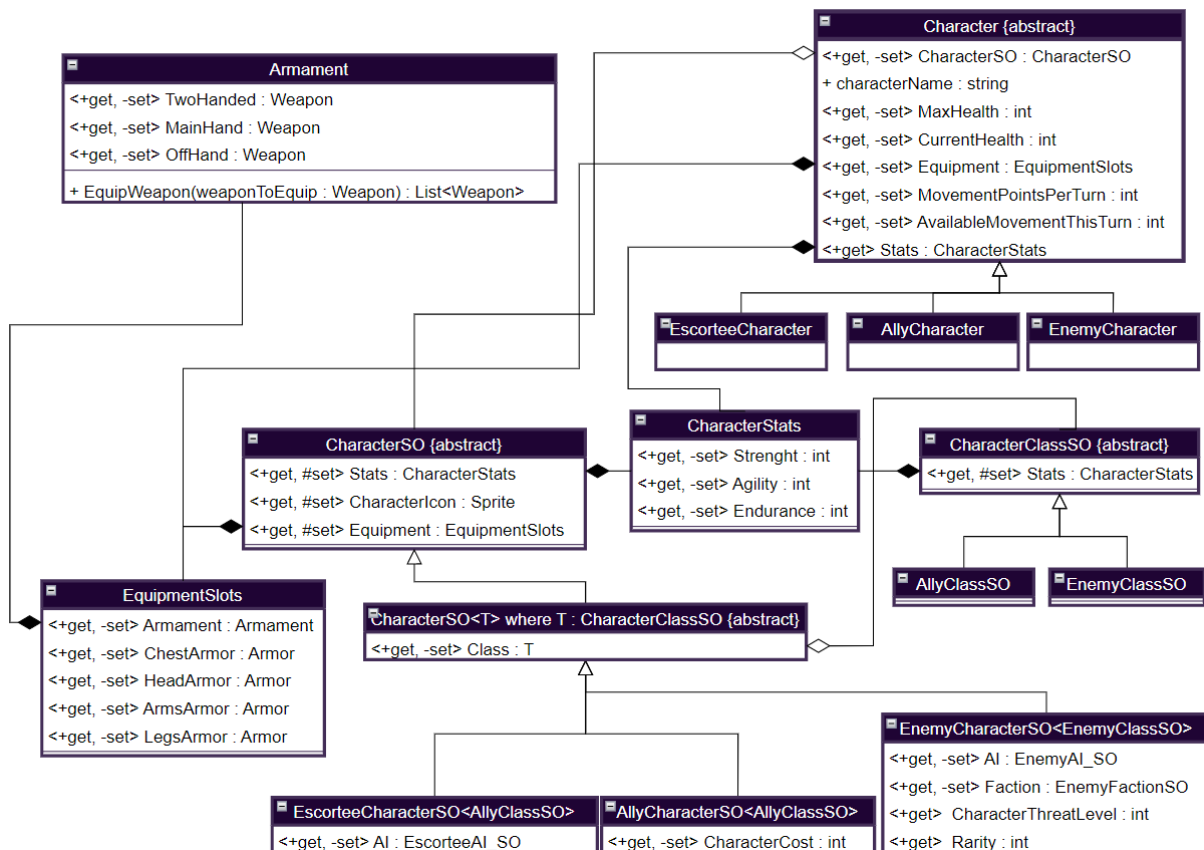 Character {abstract}
<+get, -set> CharacterSO : CharacterSO
+ characterName : string
<+get, -set> MaxHealth : int
<+get, -set> CurrentHealth : int
<+get, -set> Equipment : EquipmentSlots
<+get, -set> MovementPointsPerTurn : int
<+get, -set> AvailableMovementThisTurn : int
<+get> Stats : CharacterStats
Armament
<+get, -set> TwoHanded : Weapon
<+get, -set> MainHand : Weapon
<+get, -set> OffHand : Weapon
+ EquipWeapon(weaponToEquip : Weapon) : List<Weapon>
EscorteeCharacter
AllyCharacter
EnemyCharacter
CharacterSO {abstract}
<+get, #set> Stats : CharacterStats
<+get, #set> CharacterIcon : Sprite
<+get, #set> Equipment : EquipmentSlots
CharacterStats
<+get, -set> Strenght : int
<+get, -set> Agility : int
<+get, -set> Endurance : int
CharacterClassSO {abstract}
<+get, #set> Stats : CharacterStats
AllyClassSO
EnemyClassSO
EquipmentSlots
<+get, -set> Armament : Armament
<+get, -set> ChestArmor : Armor
<+get, -set> HeadArmor : Armor
<+get, -set> ArmsArmor : Armor
<+get, -set> LegsArmor : Armor
CharacterSO<T> where T : CharacterClassSO {abstract}
<+get, -set> Class : T
EscorteeCharacterSO<AllyClassSO>
<+get, -set> AI : EscorteeAI_SO
AllyCharacterSO<AllyClassSO>
<+get, -set> CharacterCost : int
EnemyCharacterSO<EnemyClassSO>
<+get, -set> AI : EnemyAI_SO
<+get, -set> Faction : EnemyFactionSO
<+get> CharacterThreatLevel : int
<+get> Rarity : int